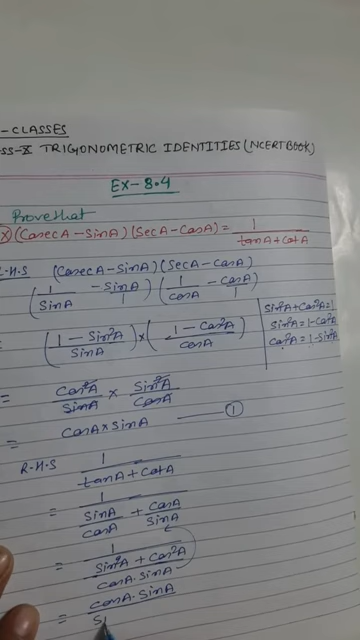 -CLASSES
SS-X TRIGONOMETRIC IDENTITIES (NCERT BOOK)
EX-8.4
Prove that
X) (CosecA - SinA) (SecA - CosA) = 1/(tanA + CotA)
.H.S (CosecA - SinA) (SecA - CosA)
(1/SinA - SinA/1) (1/CosA - CosA/1)
(1 - Sin²A/SinA) × (1 - Cos²A/CosA)
Sin²A + Cos²A = 1
Sin²A = 1 - Cos²A
Cos²A = 1 - Sin²A
= Cos²A/SinA × Sin²A/CosA
= CosA × SinA ——— ①
R.H.S 1/(tanA + CotA)
= 1/(SinA/CosA + CosA/SinA)
= 1/(Sin²A + Cos²A/CosA · SinA)
= CosA · SinA/S